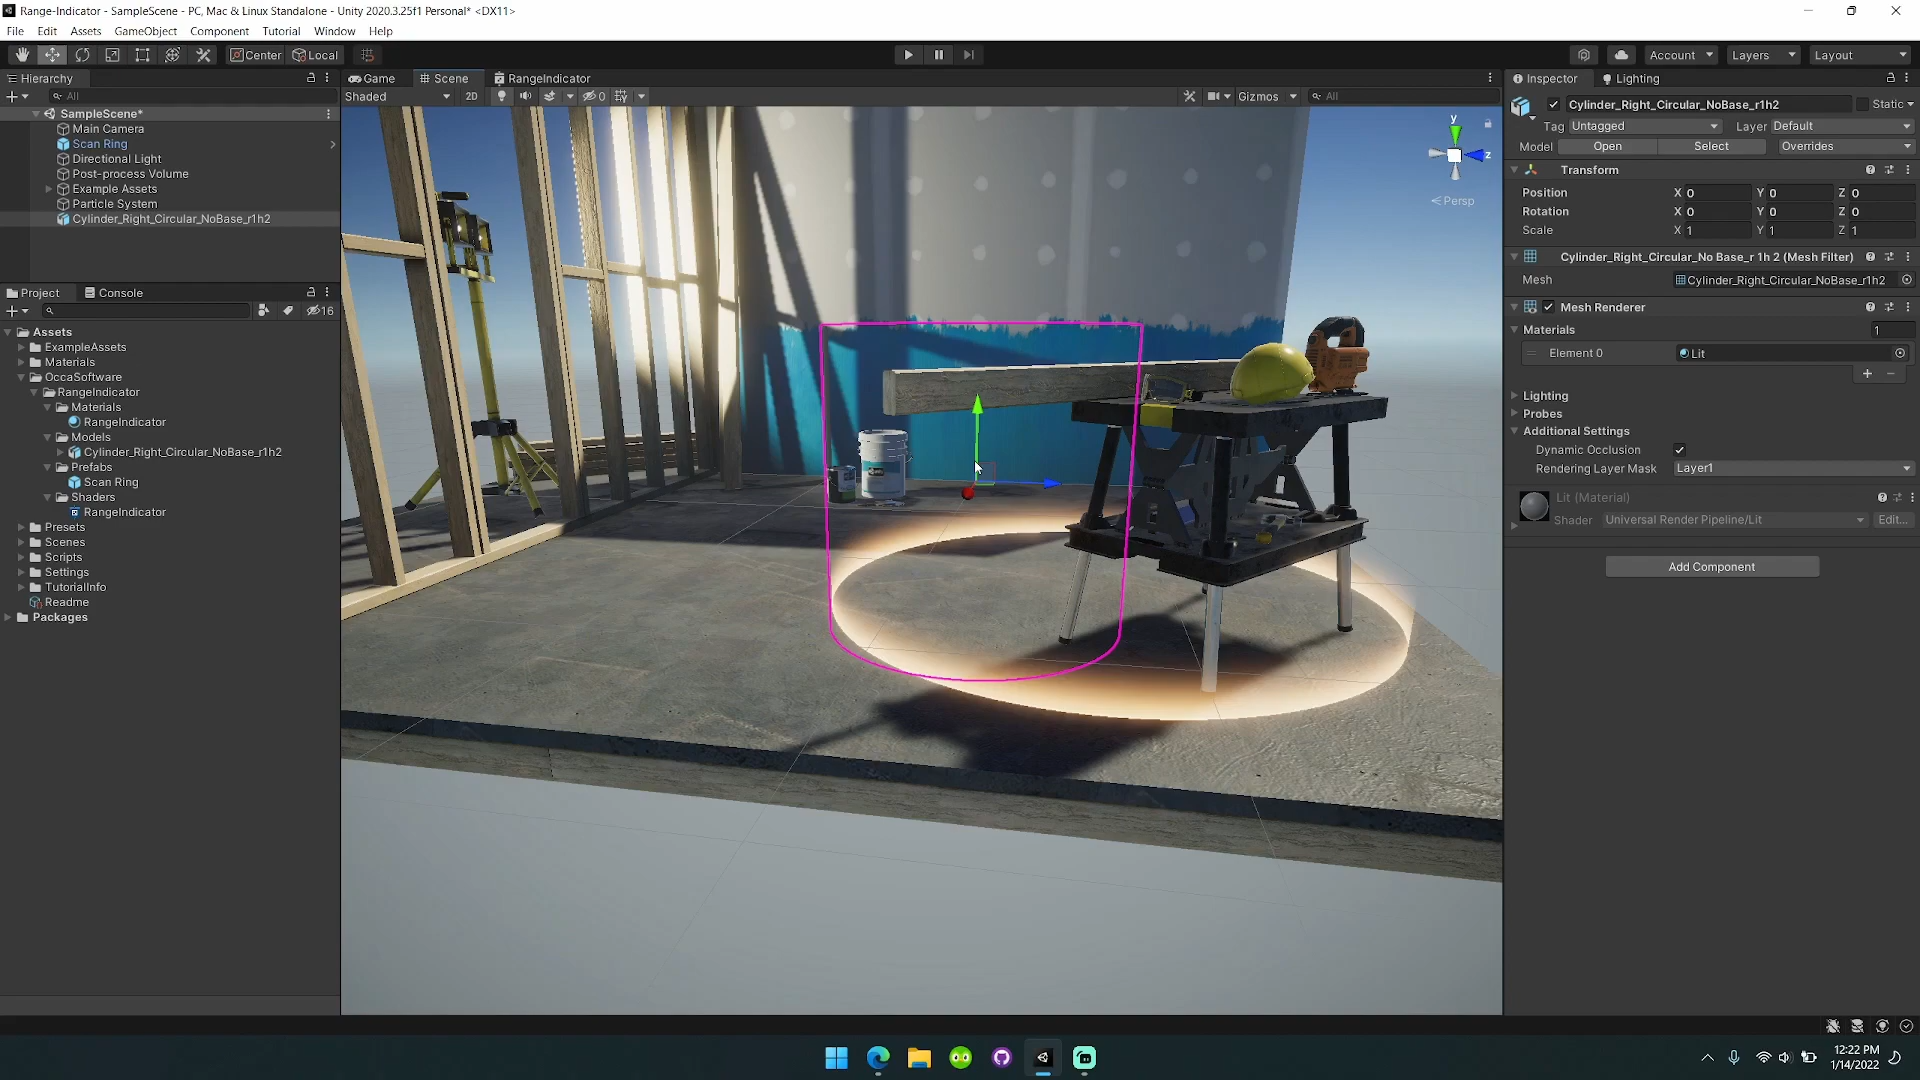 Range-Indicator - SampleScene - PC, Mac & Linux Standalone - Unity 2020.3.25f1 Personal* <DX11>
File Edit Assets GameObject Component Tutorial Window Help
Center Local Account Layers Layout
Hierarchy
All
SampleScene*
Main Camera
Scan Ring
Directional Light
Post-process Volume
Example Assets
Particle System
Cylinder_Right_Circular_NoBase_r1h2
Project Console
16
Assets
ExampleAssets
Materials
OccaSoftware
RangeIndicator
Materials
RangeIndicator
Models
Cylinder_Right_Circular_NoBase_r1h2
Prefabs
Scan Ring
Shaders
RangeIndicator
Presets
Scenes
Scripts
Settings
TutorialInfo
Readme
Packages
Game Scene RangeIndicator
Shaded 2D 0 Gizmos All
y
z
Persp
Inspector Lighting
Cylinder_Right_Circular_NoBase_r1h2 Static
Tag Untagged Layer Default
Model Open Select Overrides
Transform
Position X 0 Y 0 Z 0
Rotation X 0 Y 0 Z 0
Scale X 1 Y 1 Z 1
Cylinder_Right_Circular_No Base_r 1h 2 (Mesh Filter)
Mesh Cylinder_Right_Circular_NoBase_r1h2
Mesh Renderer
Materials 1
Element 0 Lit
Lighting
Probes
Additional Settings
Dynamic Occlusion
Rendering Layer Mask Layer1
Lit (Material)
Shader Universal Render Pipeline/Lit Edit...
Add Component
12:22 PM
1/14/2022